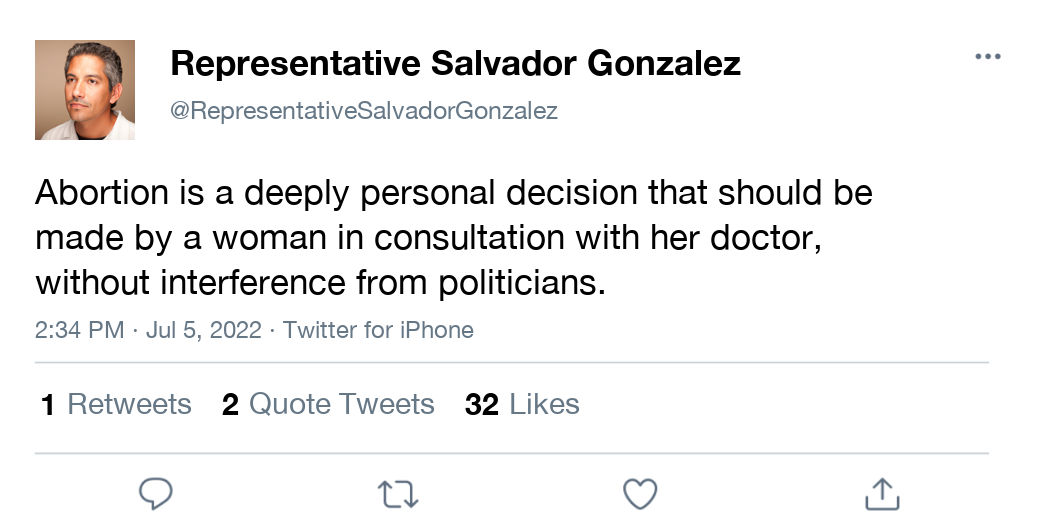 Representative Salvador Gonzalez
@RepresentativeSalvadorGonzalez
Abortion is a deeply personal decision that should be
made by a woman in consultation with her doctor,
without interference from politicians.
2:34 PM · Jul 5, 2022 · Twitter for iPhone
1 Retweets 2 Quote Tweets 32 Likes